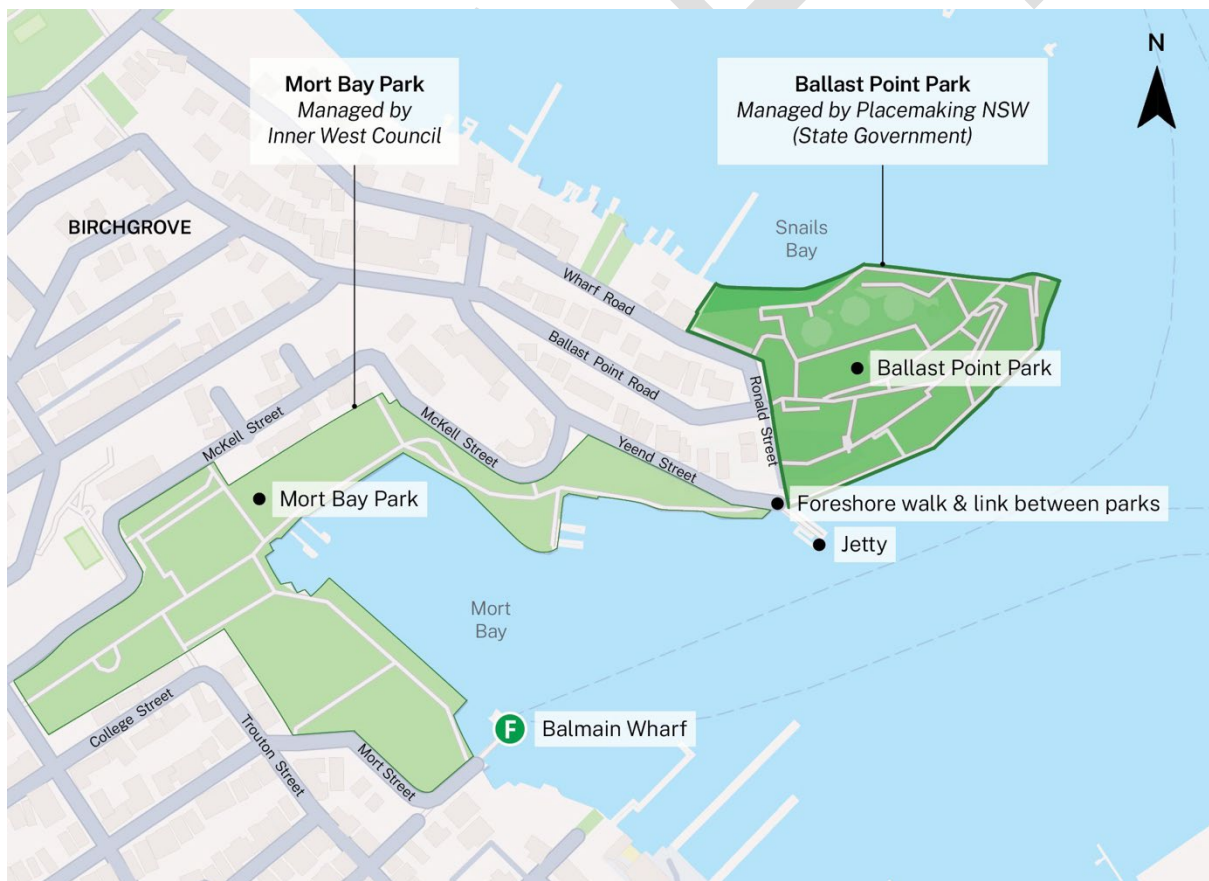 Mort Bay Park
Managed by
Inner West Council
Ballast Point Park
Managed by Placemaking NSW
(State Government)
N
BIRCHGROVE
Snails
Bay
Wharf Road
Ballast Point Road
Ronald Street
Ballast Point Park
McKell Street
McKell Street
Yeend Street
Mort Bay Park
Foreshore walk & link between parks
Jetty
Mort
Bay
College Street
Trouton Street
Mort Street
F
Balmain Wharf